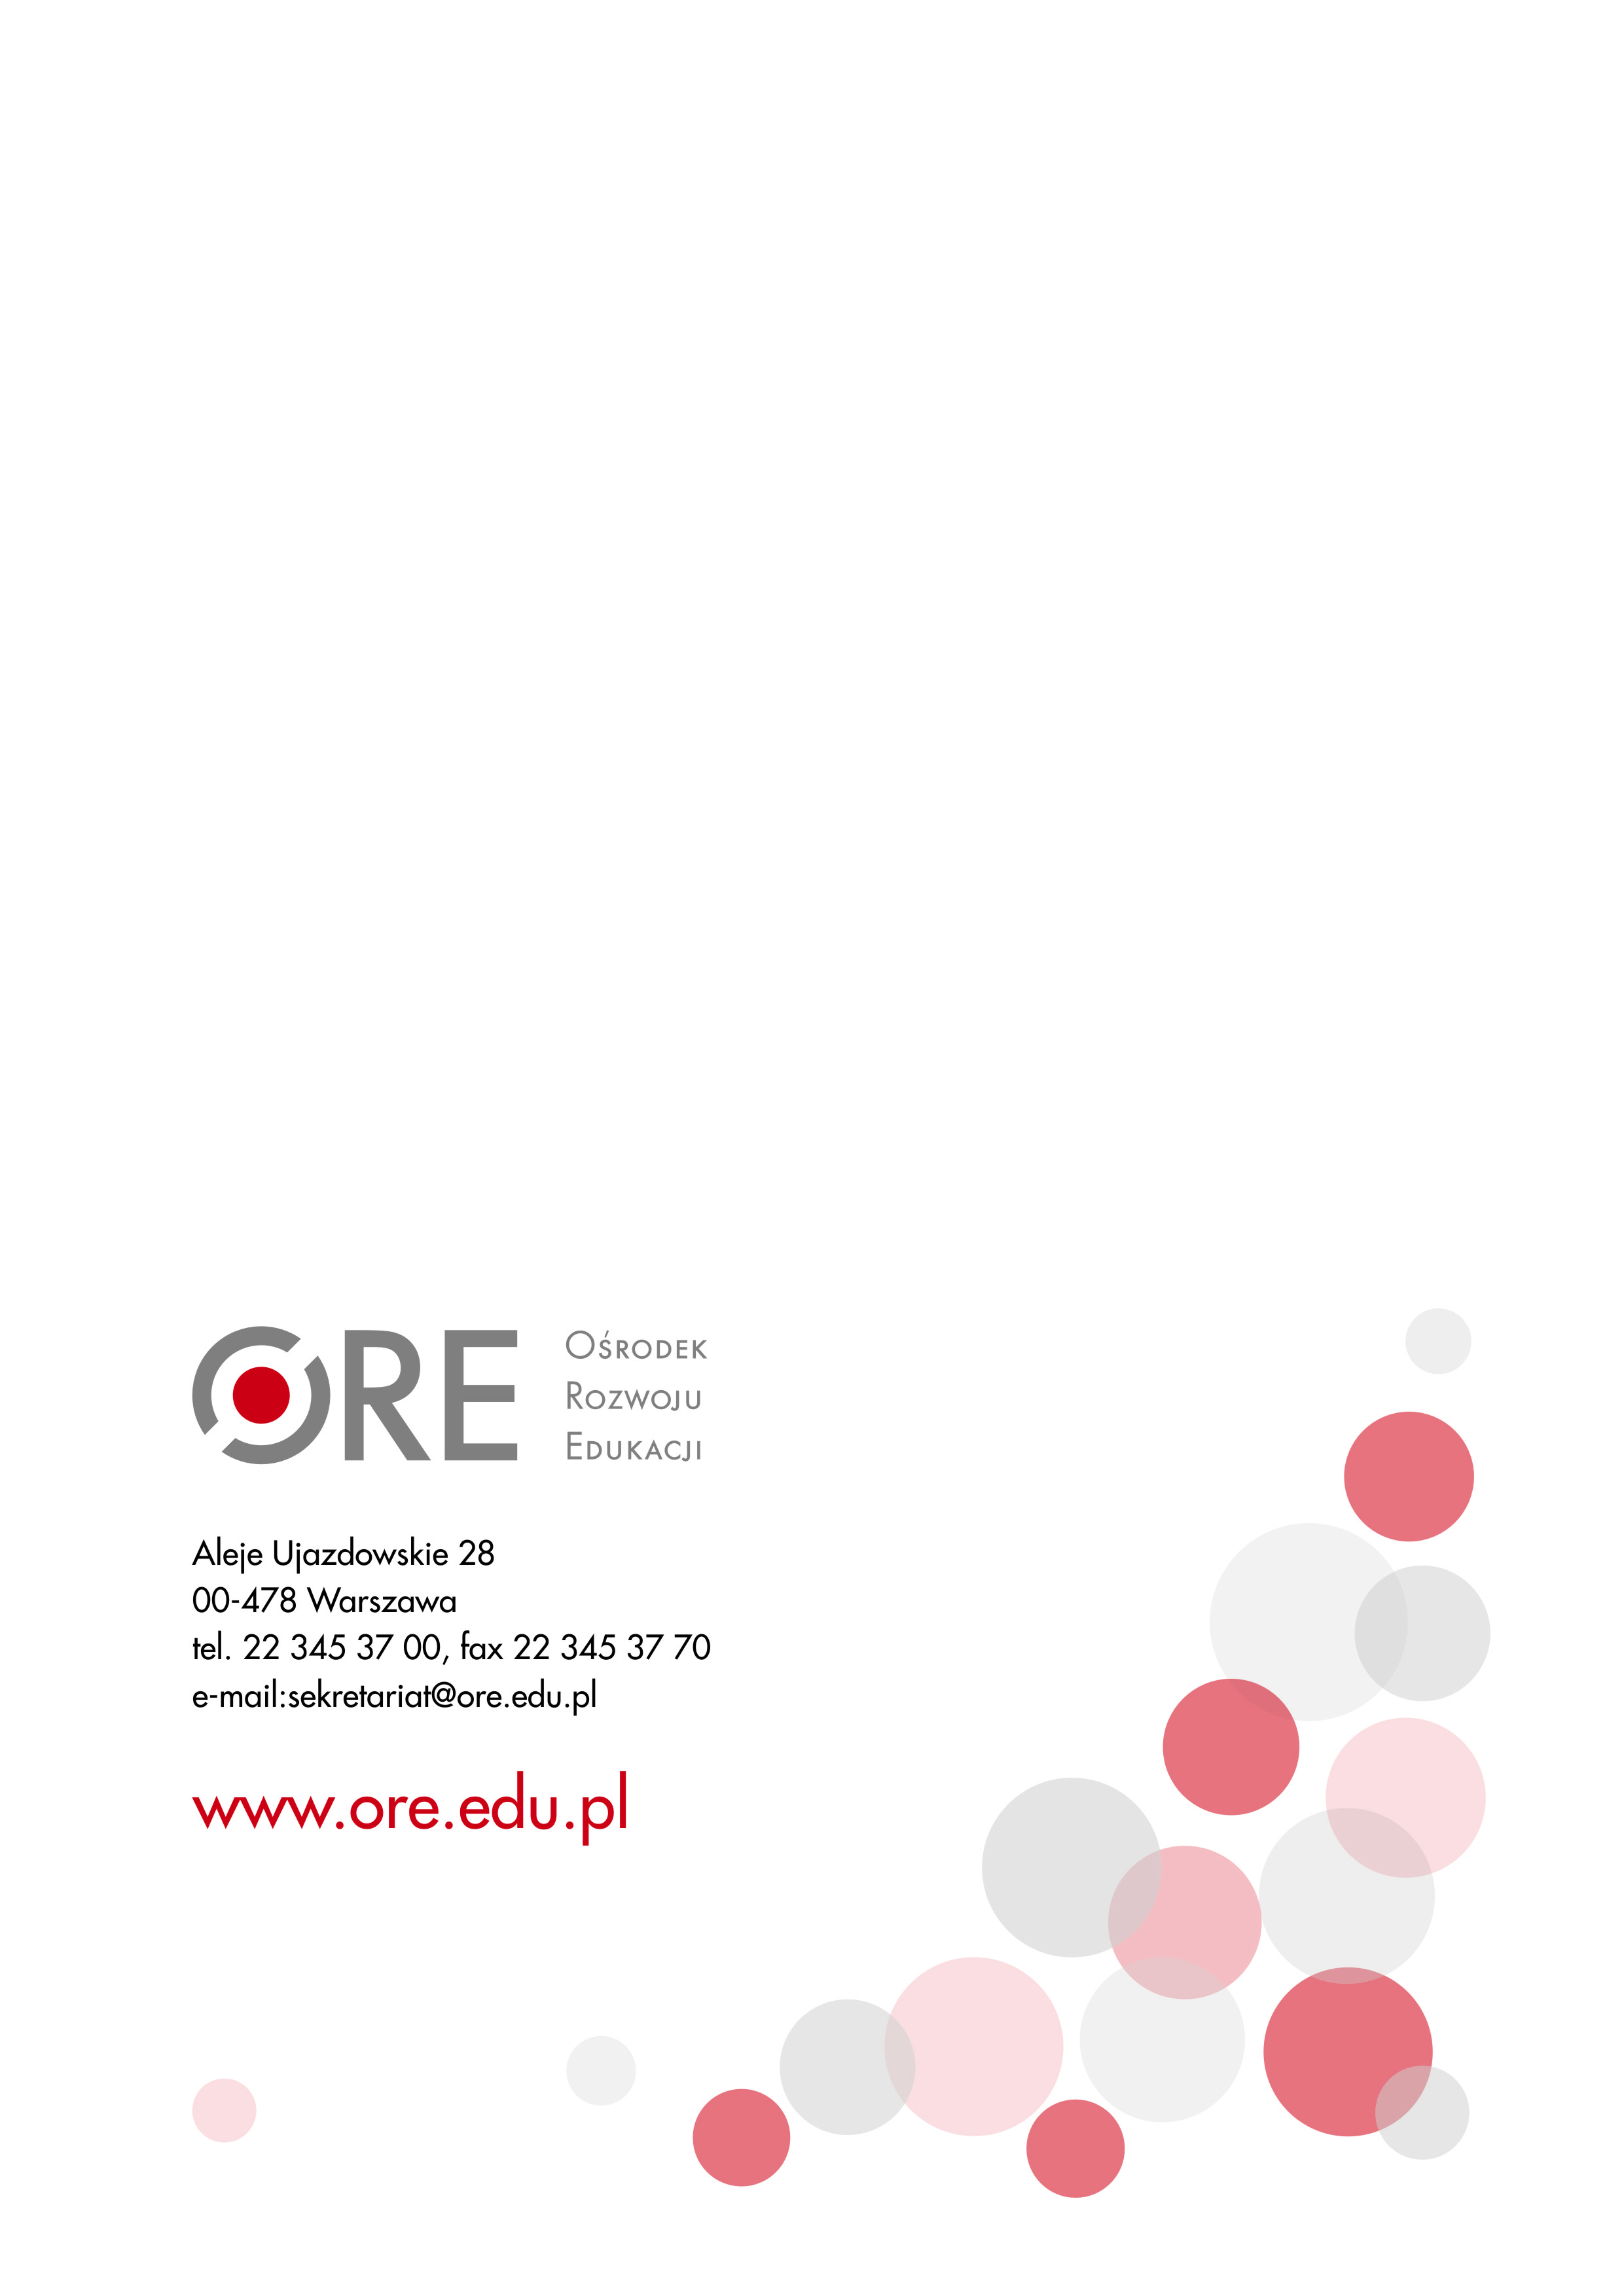 ORE
Ośrodek
Rozwoju
Edukacji
Aleje Ujazdowskie 28
00-478 Warszawa
tel. 22 345 37 00, fax 22 345 37 70
e-mail:sekretariat@ore.edu.pl
www.ore.edu.pl